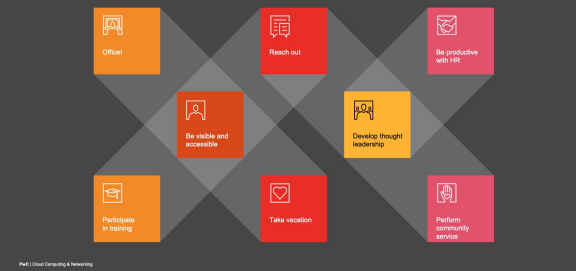 Office!
Reach out
Be productive
with HR
Be visible and
accessible
Develop thought
leadership
Participate
in training
Take vacation
Perform
community
service
PwC | Cloud Computing & Networking